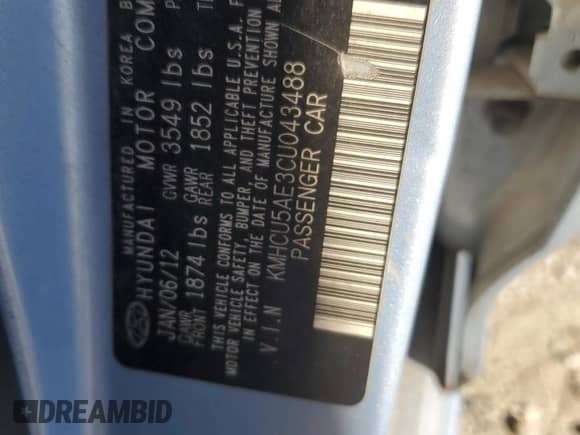 MANUFACTURED IN KOREA B
HYUNDAI MOTOR COM
JAN/06/12 GVWR 3549 lbs P
GAWR FRONT 1874 lbs GAWR REAR 1852 lbs
THIS VEHICLE CONFORMS TO ALL APPLICABLE U.S.A. F
MOTOR VEHICLE SAFETY, BUMPER, AND THEFT PREVENTION
IN EFFECT ON THE DATE OF MANUFACTURE SHOWN A
V.I.N KMHCU5AE3CU043488
PASSENGER CAR
DREAMBID